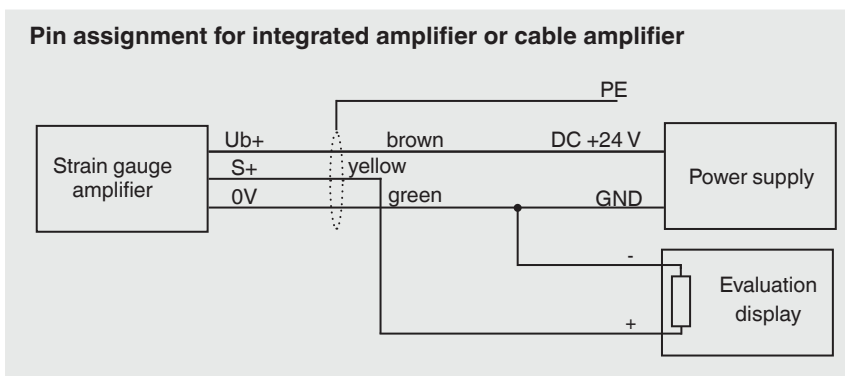 Pin assignment for integrated amplifier or cable amplifier
PE
Ub+ brown DC +24 V
Strain gauge
amplifier
S+ yellow
Power supply
0V green GND
-
Evaluation
display
+